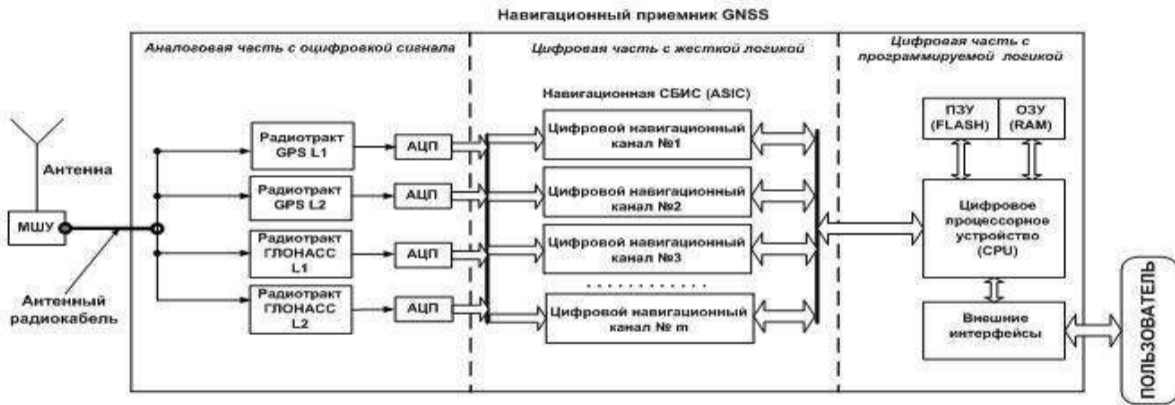 Навигационный приемник GNSS
Аналоговая часть с оцифровкой сигнала
Цифровая часть с жесткой логикой
Цифровая часть с
программируемой логикой
Навигационная СБИС (ASIC)
Антенна
МШУ
Антенный
радиокабель
Радиотракт
GPS L1
АЦП
Радиотракт
GPS L2
АЦП
Радиотракт
ГЛОНАСС
L1
АЦП
Радиотракт
ГЛОНАСС
L2
АЦП
Цифровой навигационный
канал №1
Цифровой навигационный
канал №2
Цифровой навигационный
канал №3
. . . . . . . . . . . .
Цифровой навигационный
канал № m
ПЗУ
(FLASH)
ОЗУ
(RAM)
Цифровое
процессорное
устройство
(CPU)
Внешние
интерфейсы
ПОЛЬЗОВАТЕЛЬ